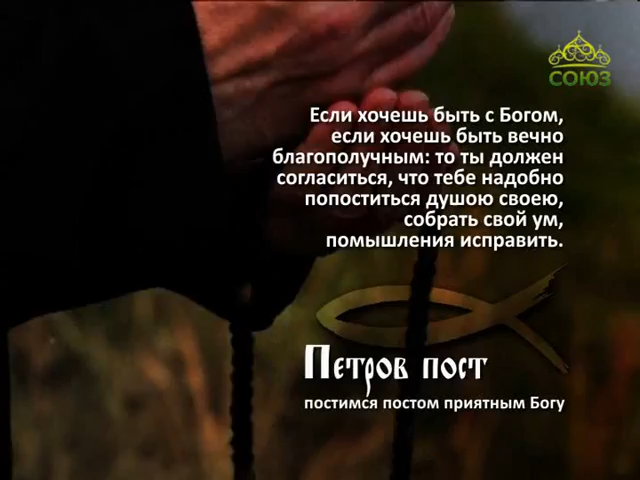 СОЮЗ
Если хочешь быть с Богом,
если хочешь быть вечно
благополучным: то ты должен
согласиться, что тебе надобно
попоститься душою своею,
собрать свой ум,
помышления исправить.
Петров пост
постимся постом приятным Богу